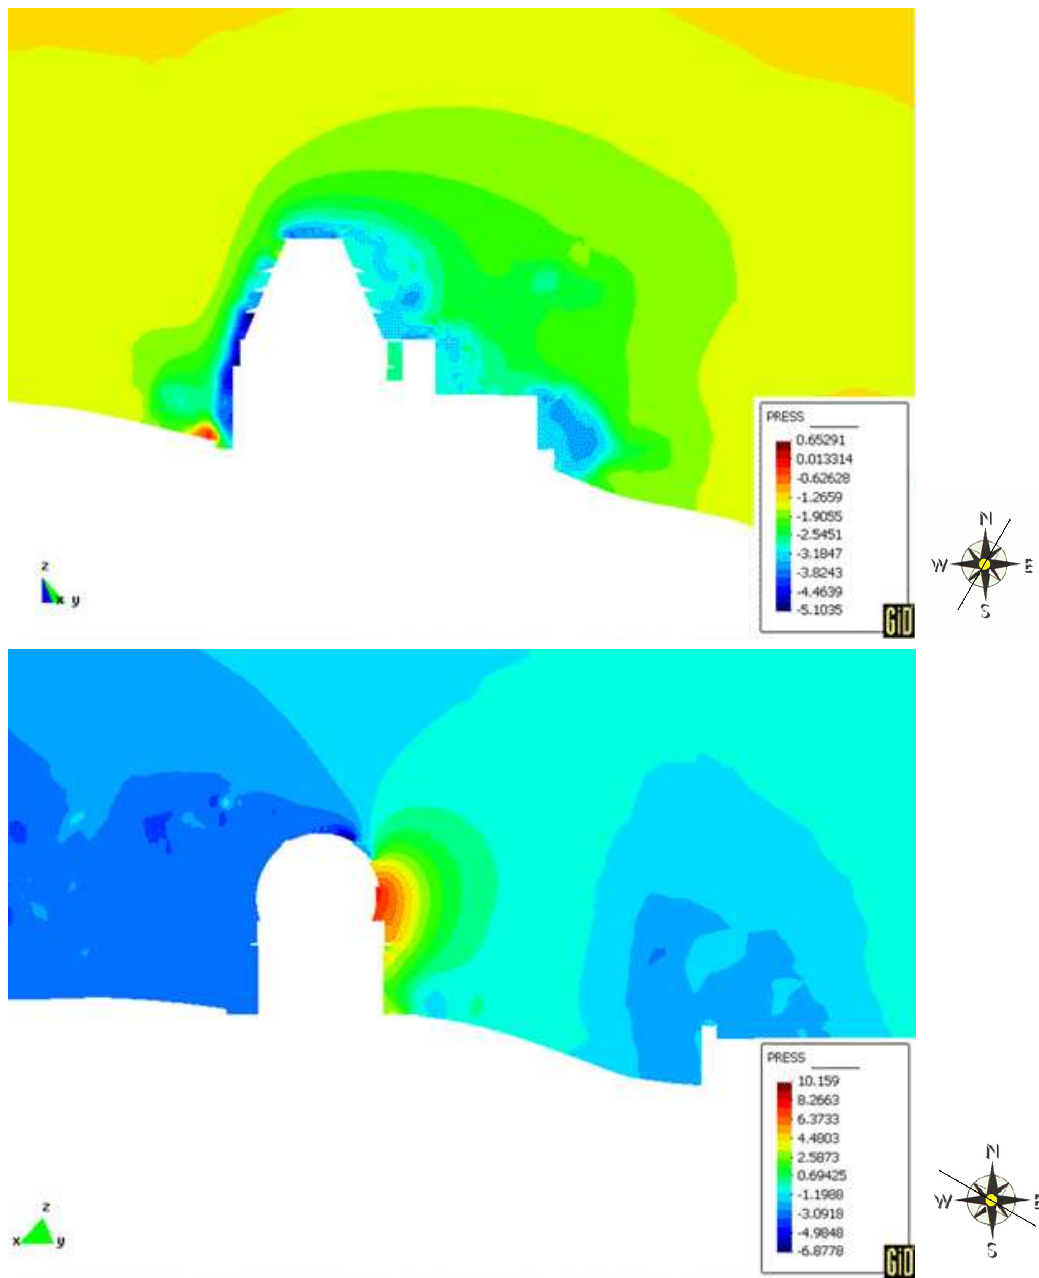 PRESS
0.65291
0.013314
-0.62628
-1.2659
-1.9055
-2.5451
-3.1847
-3.8243
-4.4639
-5.1035
z
x y
GiD
N
W E
S
PRESS
10.159
8.2663
6.3733
4.4803
2.5873
0.69425
-1.1988
-3.0918
-4.9848
-6.8778
z
x y
GiD
N
W E
S